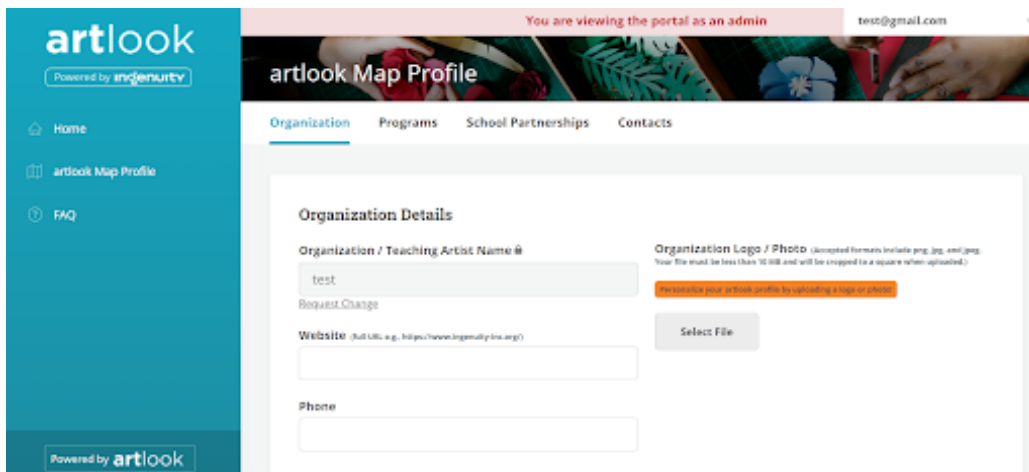 artlook
Powered by ingenuity
Home
artlook Map Profile
FAQ
Powered by artlook
You are viewing the portal as an admin
test@gmail.com
artlook Map Profile
Organization Programs School Partnerships Contacts
Organization Details
Organization / Teaching Artist Name
test
Request Change
Website (full URL e.g., https://www.ingenuity-inc.org/)
Phone
Organization Logo / Photo (Accepted formats include png, jpg, and jpeg.
Your file must be less than 10 MB and will be cropped to a square when uploaded.)
Personalize your artlook profile by uploading a logo or photo!
Select File